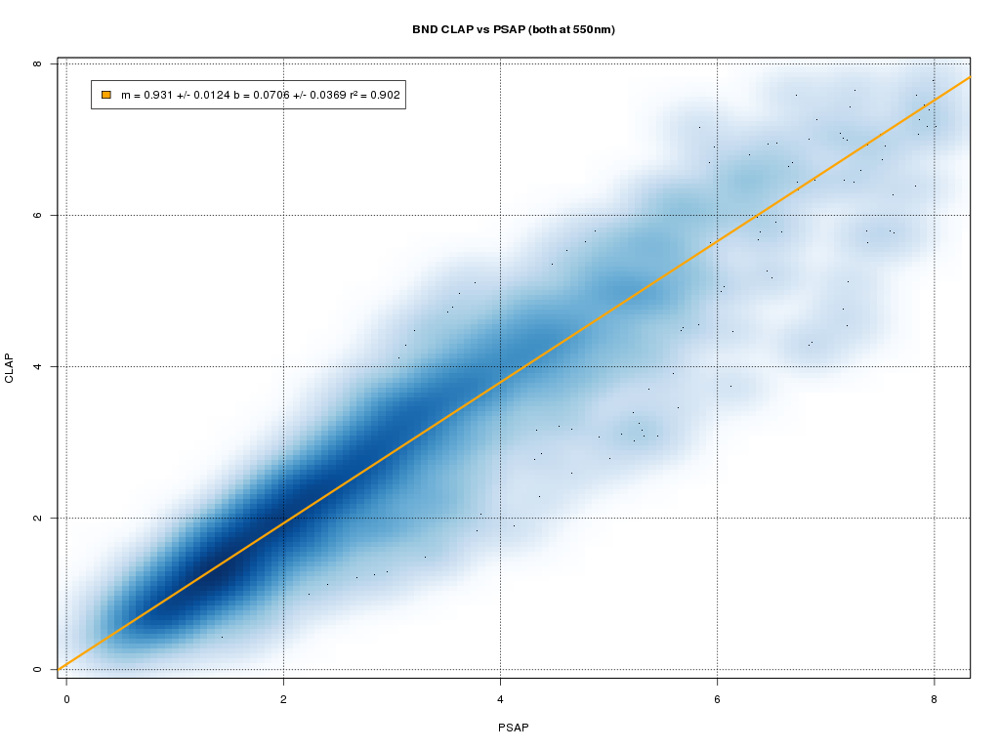 BND CLAP vs PSAP (both at 550nm)
m = 0.931 +/- 0.0124 b = 0.0706 +/- 0.0369 r² = 0.902
8
6
4
2
0
CLAP
0 2 4 6 8
PSAP